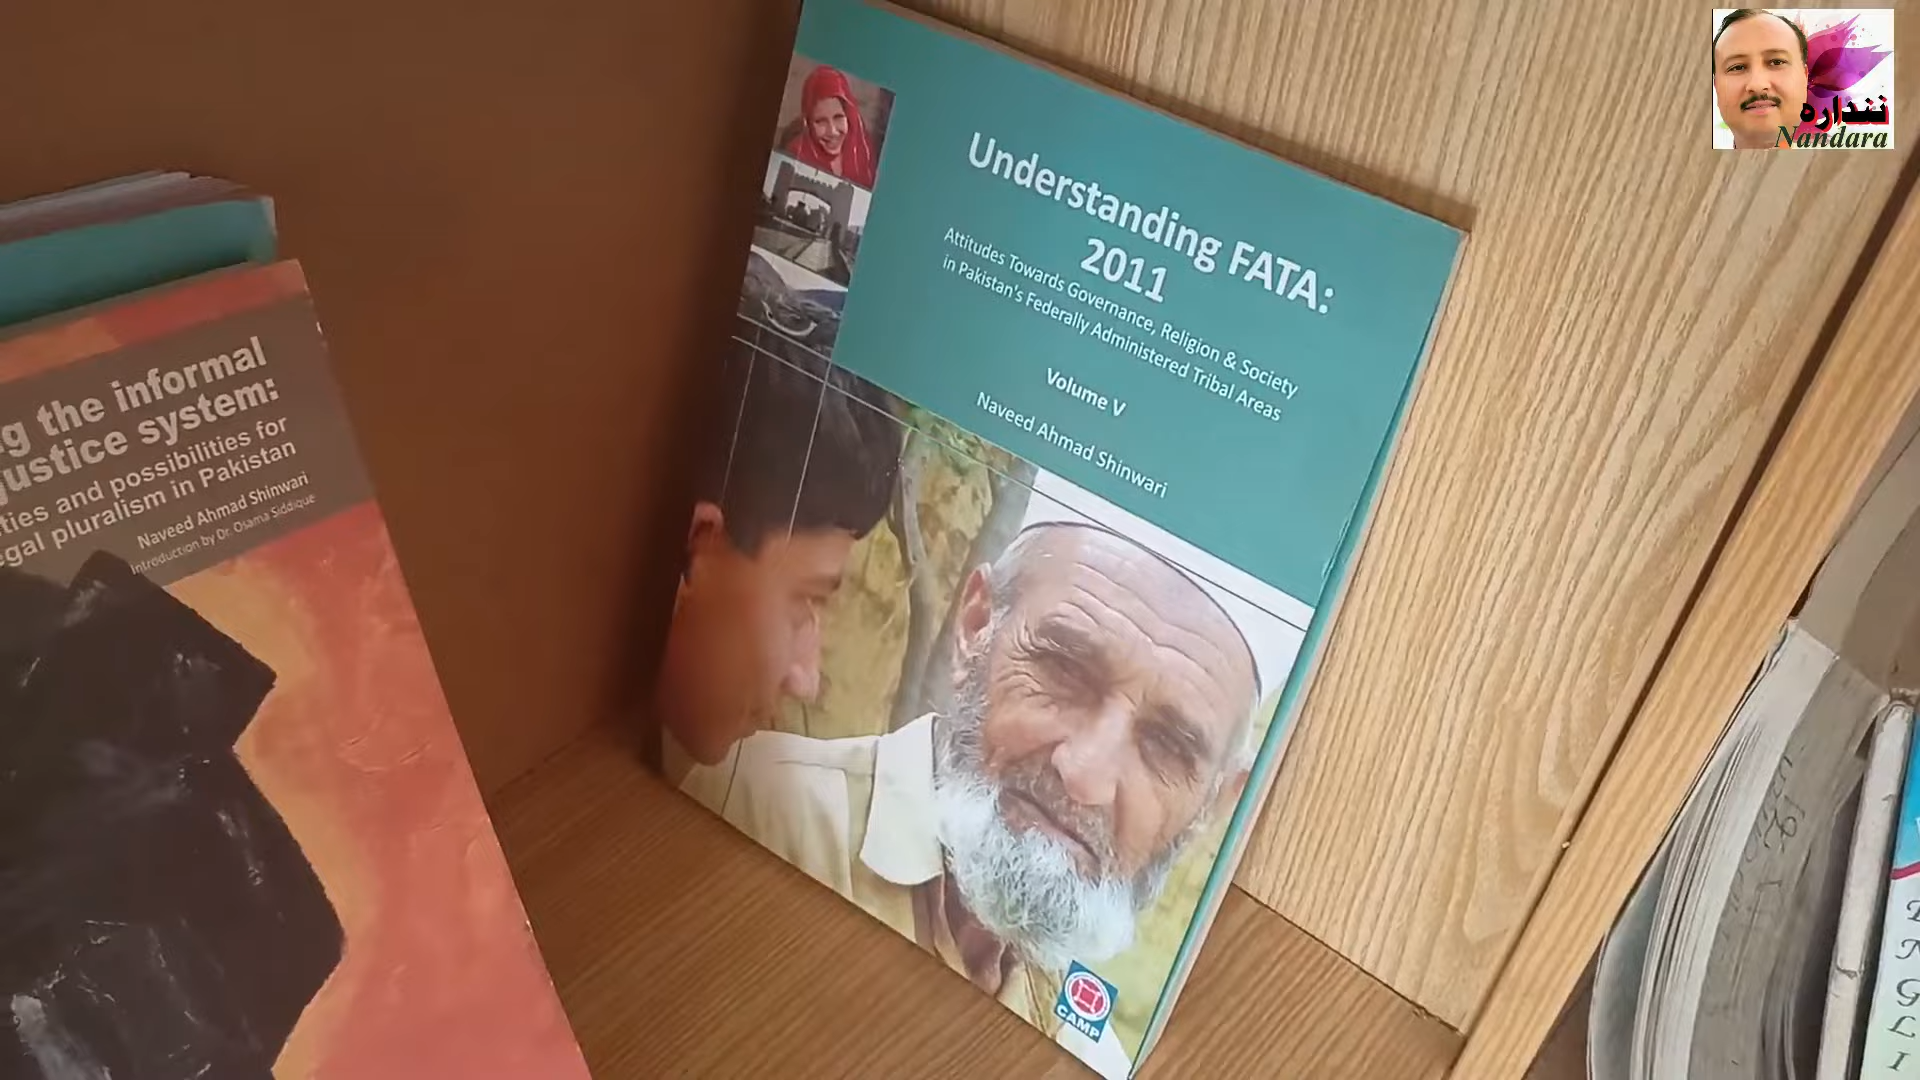 Understanding FATA:
2011
Attitudes Towards Governance, Religion & Society
in Pakistan's Federally Administered Tribal Areas
Volume V
Naveed Ahmad Shinwari
CAMP
g the informal
justice system:
ties and possibilities for
egal pluralism in Pakistan
Naveed Ahmad Shinwari
Introduction by Dr. Osama Siddique
ننداره
Nandara
E
N
G
L
I